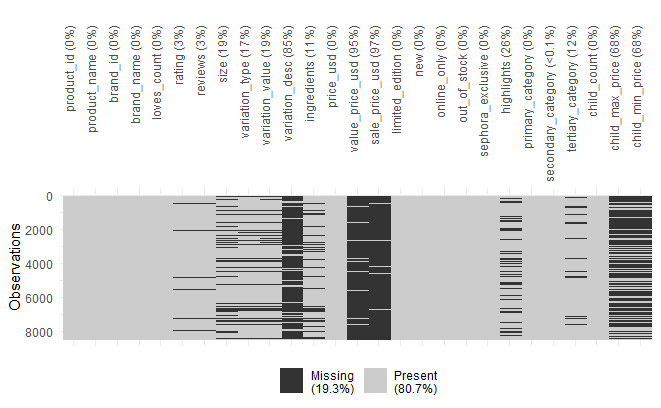 product_id (0%)
product_name (0%)
brand_id (0%)
brand_name (0%)
loves_count (0%)
rating (3%)
reviews (3%)
size (19%)
variation_type (17%)
variation_value (19%)
variation_desc (85%)
ingredients (11%)
price_usd (0%)
value_price_usd (95%)
sale_price_usd (97%)
limited_edition (0%)
new (0%)
online_only (0%)
out_of_stock (0%)
sephora_exclusive (0%)
highlights (26%)
primary_category (0%)
secondary_category (<0.1%)
tertiary_category (12%)
child_count (0%)
child_max_price (68%)
child_min_price (68%)
Observations
0
2000
4000
6000
8000
Missing
(19.3%)
Present
(80.7%)